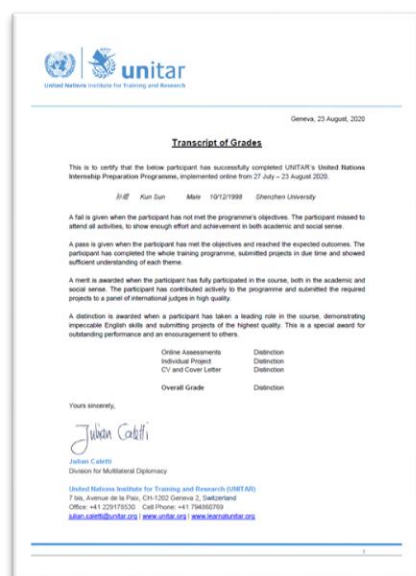 unitar
United Nations Institute for Training and Research
Geneva, 23 August, 2020
Transcript of Grades
This is to certify that the below participant has successfully completed UNITAR's United Nations
Internship Preparation Programme, implemented online from 27 July – 23 August 2020.
Kun Sun Male 10/12/1998 Shenzhen University
A fail is given when the participant has not met the programme's objectives. The participant missed to
attend all activities, to show enough effort and achievement in both academic and social sense.
A pass is given when the participant has met the objectives and reached the expected outcomes. The
participant has completed the whole training programme, submitted projects in due time and showed
sufficient understanding of each theme.
A merit is awarded when the participant has fully participated in the course, both in the academic and
social sense. The participant has contributed actively to the programme and submitted the required
projects to a panel of international judges in high quality.
A distinction is awarded when a participant has taken a leading role in the course, demonstrating
impeccable English skills and submitting projects of the highest quality. This is a special award for
outstanding performance and an encouragement to others.
Online Assessments Distinction
Individual Project Distinction
CV and Cover Letter Distinction
Overall Grade Distinction
Yours sincerely,
Julian Caletti
Julian Caletti
Division for Multilateral Diplomacy
United Nations Institute for Training and Research (UNITAR)
7 bis, Avenue de la Paix, CH-1202 Geneva 2, Switzerland
Office: +41 229178530 Cell Phone: +41 794860769
julian.caletti@unitar.org | www.unitar.org | www.learnatunitar.org
1